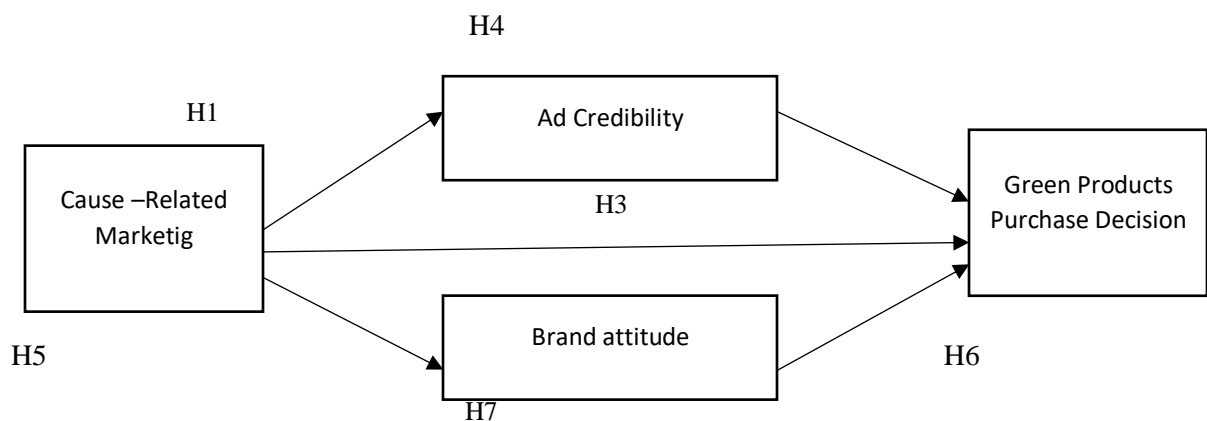 H4
H1
Ad Credibility
Cause –Related
Marketig
H3
Green Products
Purchase Decision
Brand attitude
H5
H6
H7